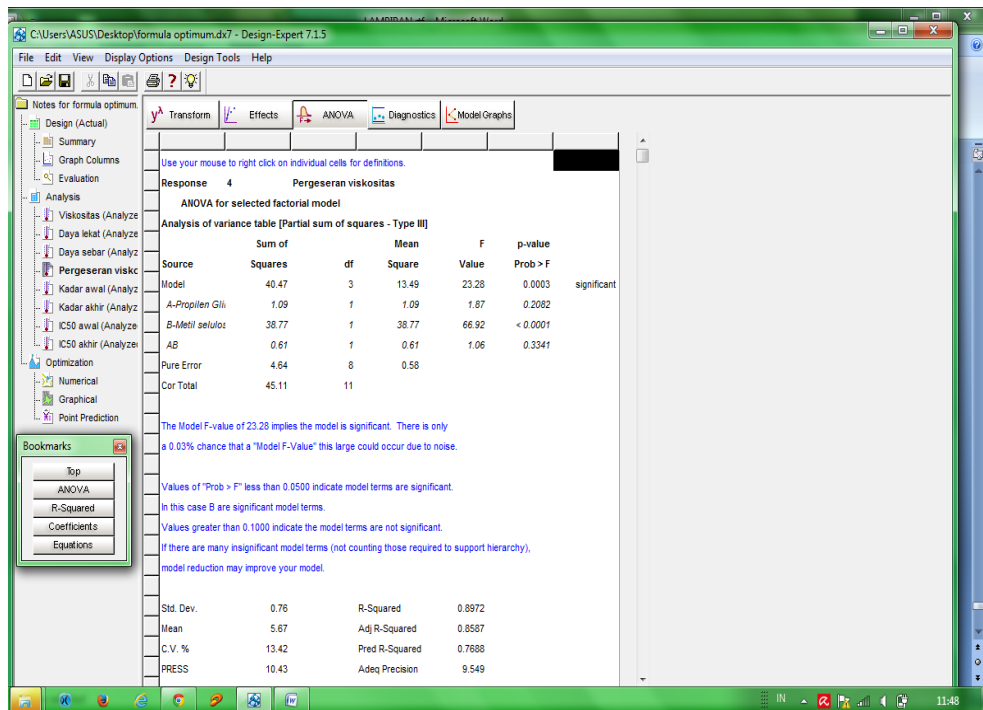 C:\Users\ASUS\Desktop\formula optimum.dx7 - Design-Expert 7.1.5
File Edit View Display Options Design Tools Help
Notes for formula optimum.
Design (Actual)
Summary
Graph Columns
Evaluation
Analysis
Viskositas (Analyze
Daya lekat (Analyze
Daya sebar (Analyz
Pergeseran viskc
Kadar awal (Analyz
Kadar akhir (Analyz
IC50 awal (Analyze
IC50 akhir (Analyze
Optimization
Numerical
Graphical
Point Prediction
Bookmarks
Top
ANOVA
R-Squared
Coefficients
Equations
yλ Transform Effects ANOVA Diagnostics Model Graphs
Use your mouse to right click on individual cells for definitions.
Response 4 Pergeseran viskositas
ANOVA for selected factorial model
Analysis of variance table [Partial sum of squares - Type III]
Sum of Mean F p-value
Source Squares df Square Value Prob > F
Model 40.47 3 13.49 23.28 0.0003 significant
A-Propilen Gli 1.09 1 1.09 1.87 0.2082
B-Metil selulos 38.77 1 38.77 66.92 < 0.0001
AB 0.61 1 0.61 1.06 0.3341
Pure Error 4.64 8 0.58
Cor Total 45.11 11
The Model F-value of 23.28 implies the model is significant. There is only
a 0.03% chance that a "Model F-Value" this large could occur due to noise.
Values of "Prob > F" less than 0.0500 indicate model terms are significant.
In this case B are significant model terms.
Values greater than 0.1000 indicate the model terms are not significant.
If there are many insignificant model terms (not counting those required to support hierarchy),
model reduction may improve your model.
Std. Dev. 0.76 R-Squared 0.8972
Mean 5.67 Adj R-Squared 0.8587
C.V. % 13.42 Pred R-Squared 0.7688
PRESS 10.43 Adeq Precision 9.549
IN 11:48